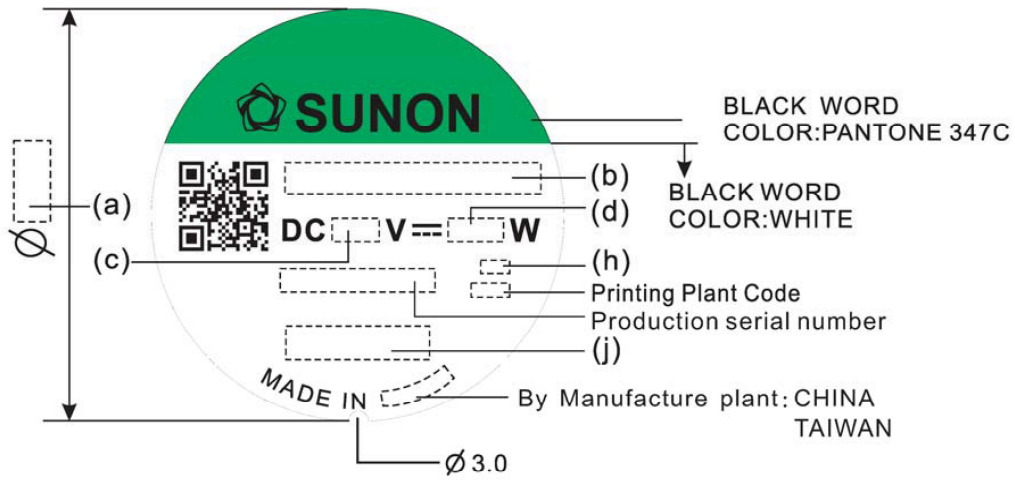 SUNON
BLACK WORD
COLOR:PANTONE 347C
(a)
(b)
BLACK WORD
COLOR:WHITE
DC V W
(d)
Ø
(c)
(h)
Printing Plant Code
Production serial number
(j)
MADE IN
By Manufacture plant: CHINA
TAIWAN
Ø 3.0